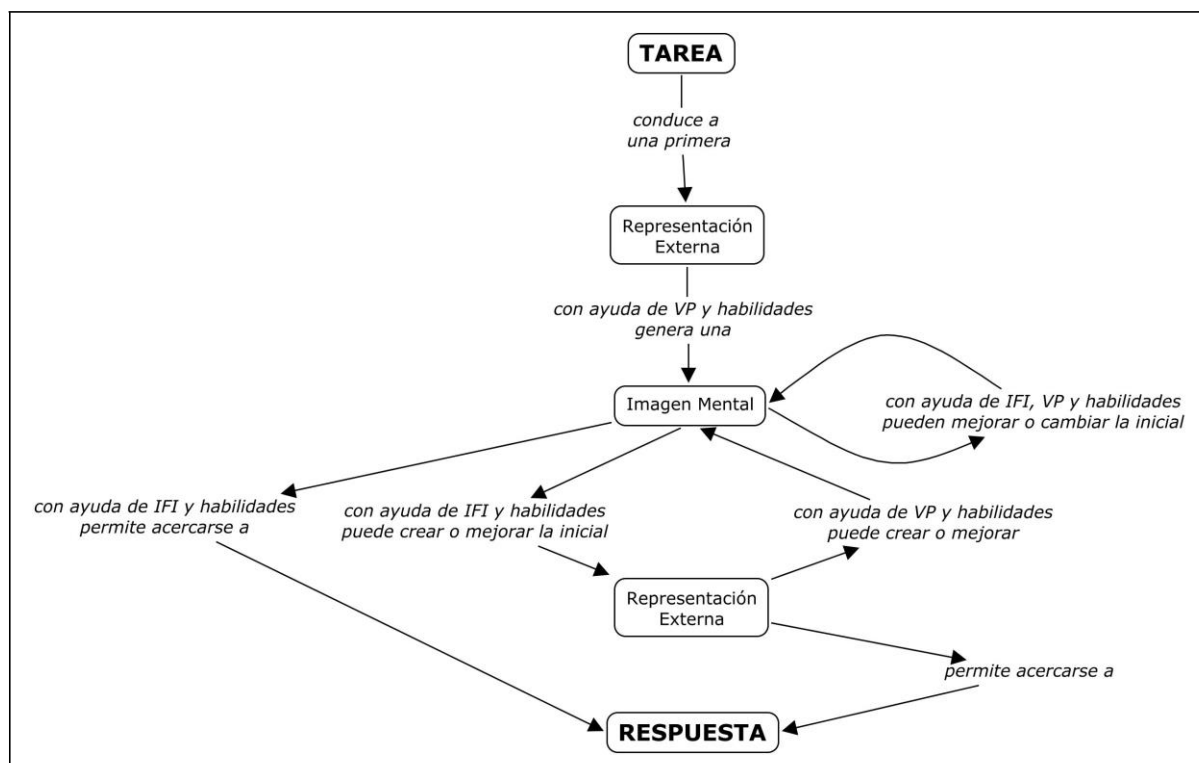 TAREA
conduce a
una primera
Representación
Externa
con ayuda de VP y habilidades
genera una
Imagen Mental
con ayuda de IFI, VP y habilidades
pueden mejorar o cambiar la inicial
con ayuda de IFI y habilidades
permite acercarse a
con ayuda de IFI y habilidades
puede crear o mejorar la inicial
con ayuda de VP y habilidades
puede crear o mejorar
Representación
Externa
permite acercarse a
RESPUESTA